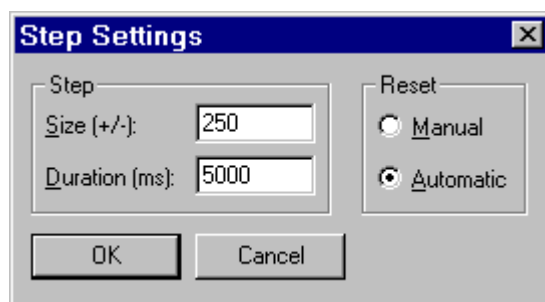 Step Settings
Step
Size (+/-): 250
Duration (ms): 5000
Reset
Manual
Automatic
OK Cancel